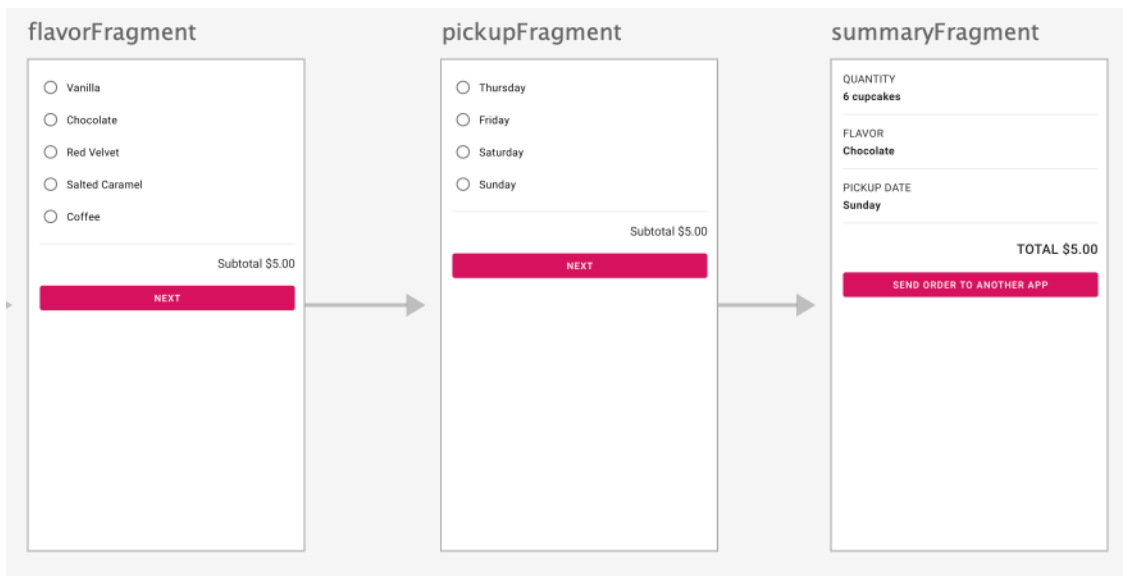 flavorFragment
Vanilla
Chocolate
Red Velvet
Salted Caramel
Coffee
Subtotal $5.00
NEXT
pickupFragment
Thursday
Friday
Saturday
Sunday
Subtotal $5.00
NEXT
summaryFragment
QUANTITY
6 cupcakes
FLAVOR
Chocolate
PICKUP DATE
Sunday
TOTAL $5.00
SEND ORDER TO ANOTHER APP